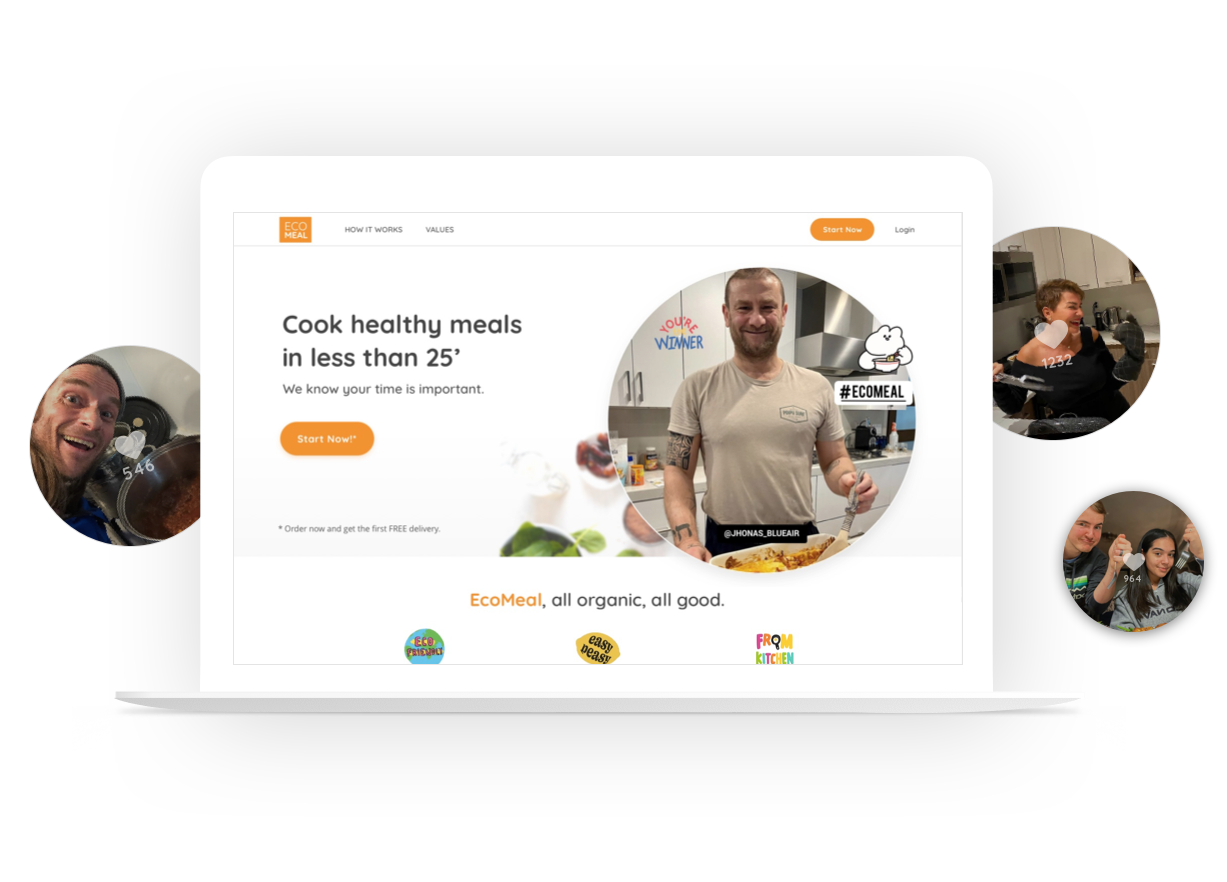 ECO
MEAL
HOW IT WORKS
VALUES
Start Now
Login
Cook healthy meals
in less than 25’
We know your time is important.
Start Now!*
* Order now and get the first FREE delivery.
YOU'RE
WINNER
#ECOMEAL
@JHONAS_BLUEAIR
546
1232
964
EcoMeal, all organic, all good.
ECO
FRIENDLY
easy
peasy
FROM
KITCHEN